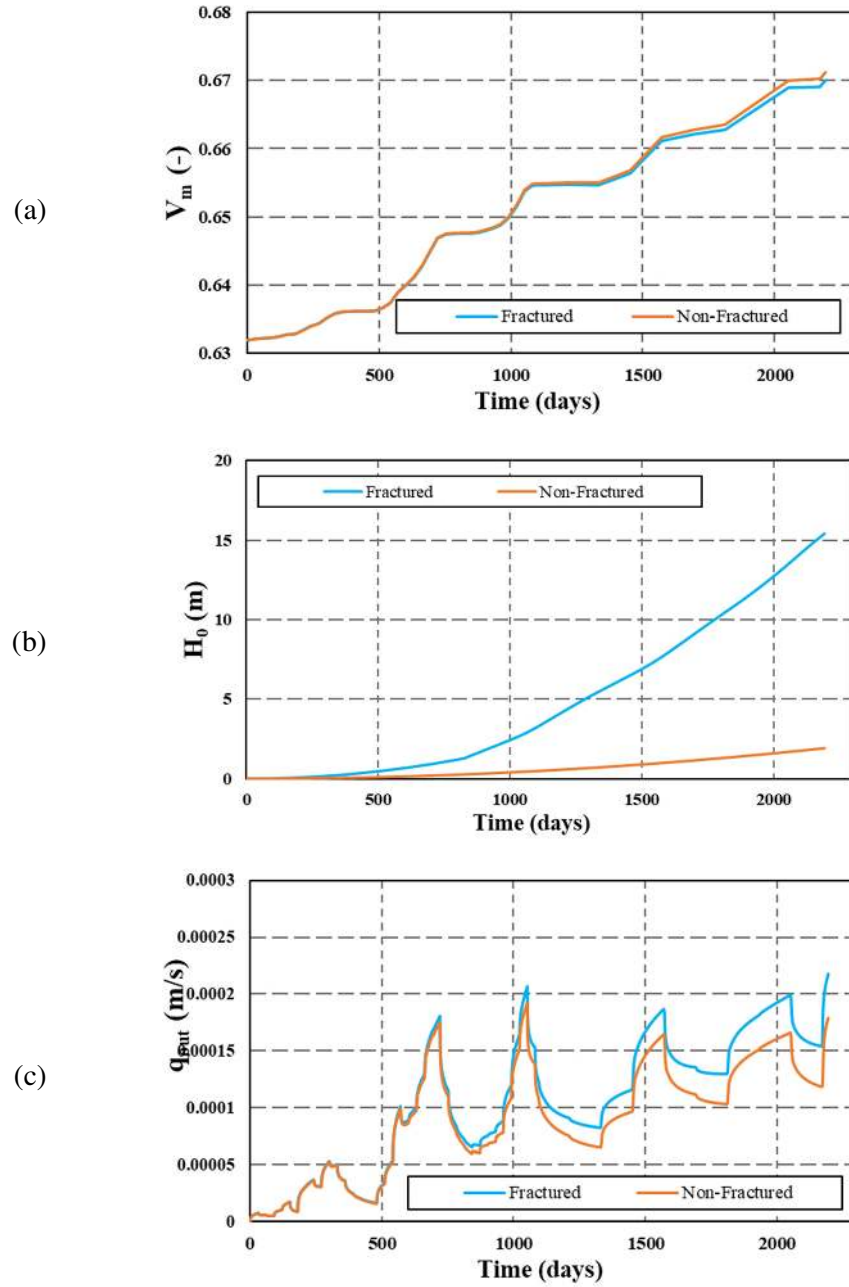 (a)
V_m (-)
0.68
0.67
0.66
0.65
0.64
0.63
Fractured
Non-Fractured
0
500
1000
1500
2000
Time (days)
(b)
H_0 (m)
20
15
10
5
0
Fractured
Non-Fractured
0
500
1000
1500
2000
Time (days)
(c)
q_out (m/s)
0.0003
0.00025
0.0002
0.00015
0.0001
0.00005
0
Fractured
Non-Fractured
0
500
1000
1500
2000
Time (days)